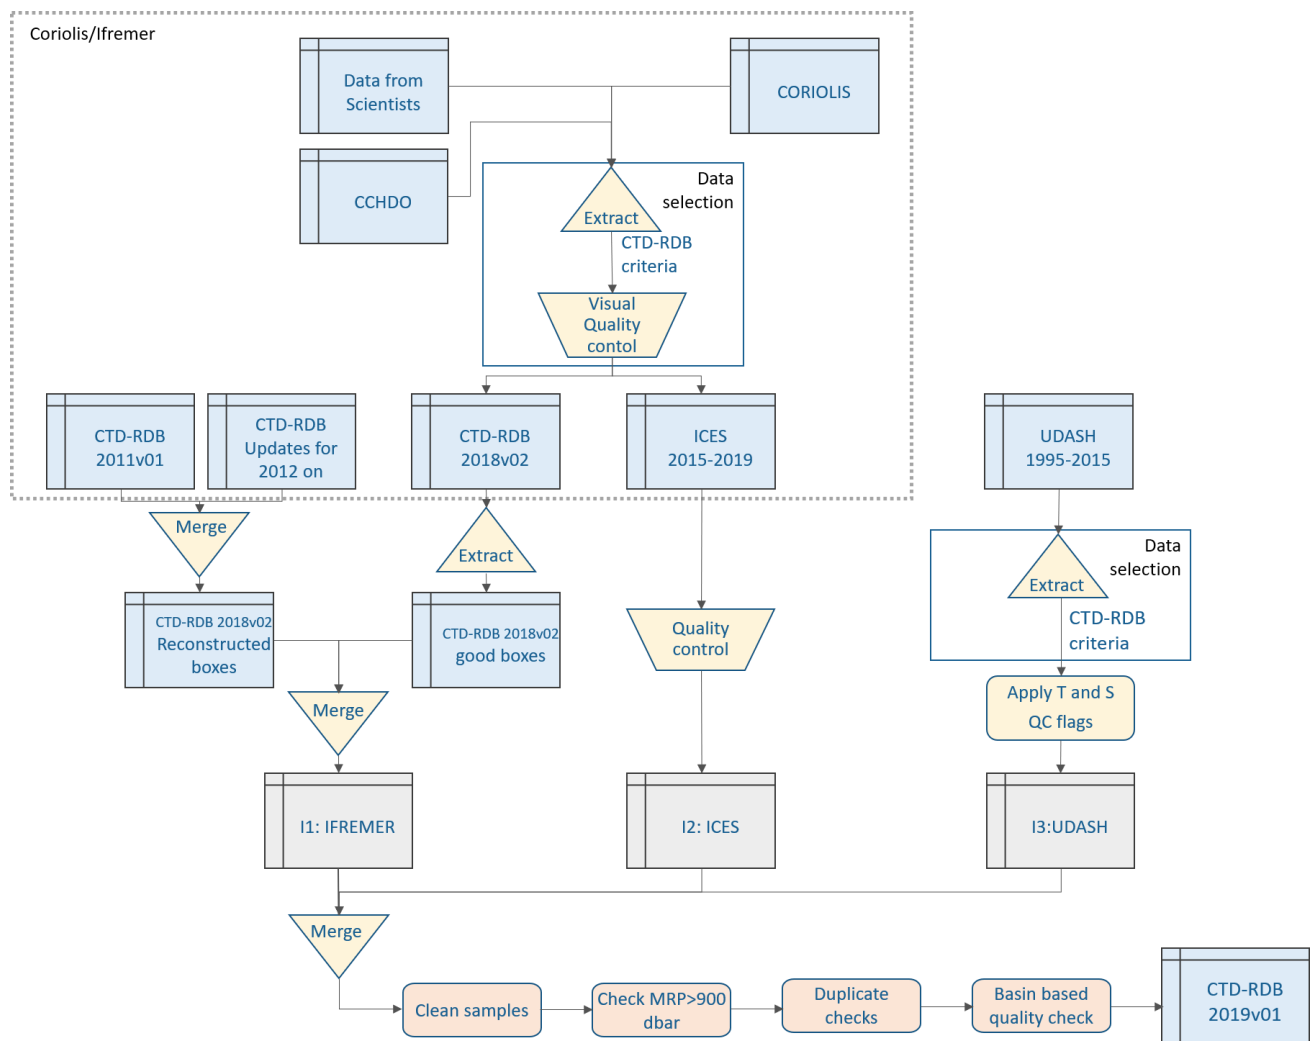 Coriolis/Ifremer
Data from
Scientists
CORIOLIS
CCHDO
Data
selection
Extract
CTD-RDB
criteria
Visual
Quality
contol
CTD-RDB
2011v01
CTD-RDB
Updates for
2012 on
CTD-RDB
2018v02
ICES
2015-2019
UDASH
1995-2015
Merge
Extract
Data
selection
Extract
CTD-RDB
criteria
CTD-RDB 2018v02
Reconstructed
boxes
CTD-RDB 2018v02
good boxes
Quality
control
Merge
Apply T and S
QC flags
I1: IFREMER
I2: ICES
I3:UDASH
Merge
Clean samples
Check MRP>900
dbar
Duplicate
checks
Basin based
quality check
CTD-RDB
2019v01